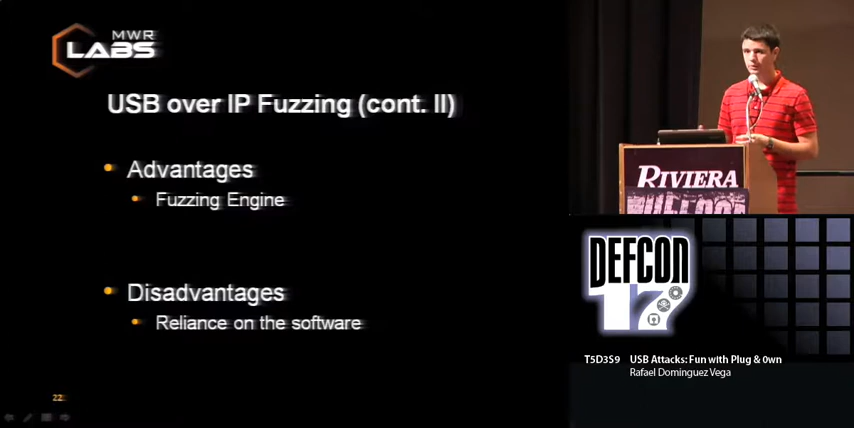 MWR
LABS
USB over IP Fuzzing (cont. II)
Advantages
Fuzzing Engine
Disadvantages
Reliance on the software
22
RIVIERA
DEFCON
17
T5D3S9 USB Attacks: Fun with Plug & 0wn
Rafael Dominguez Vega